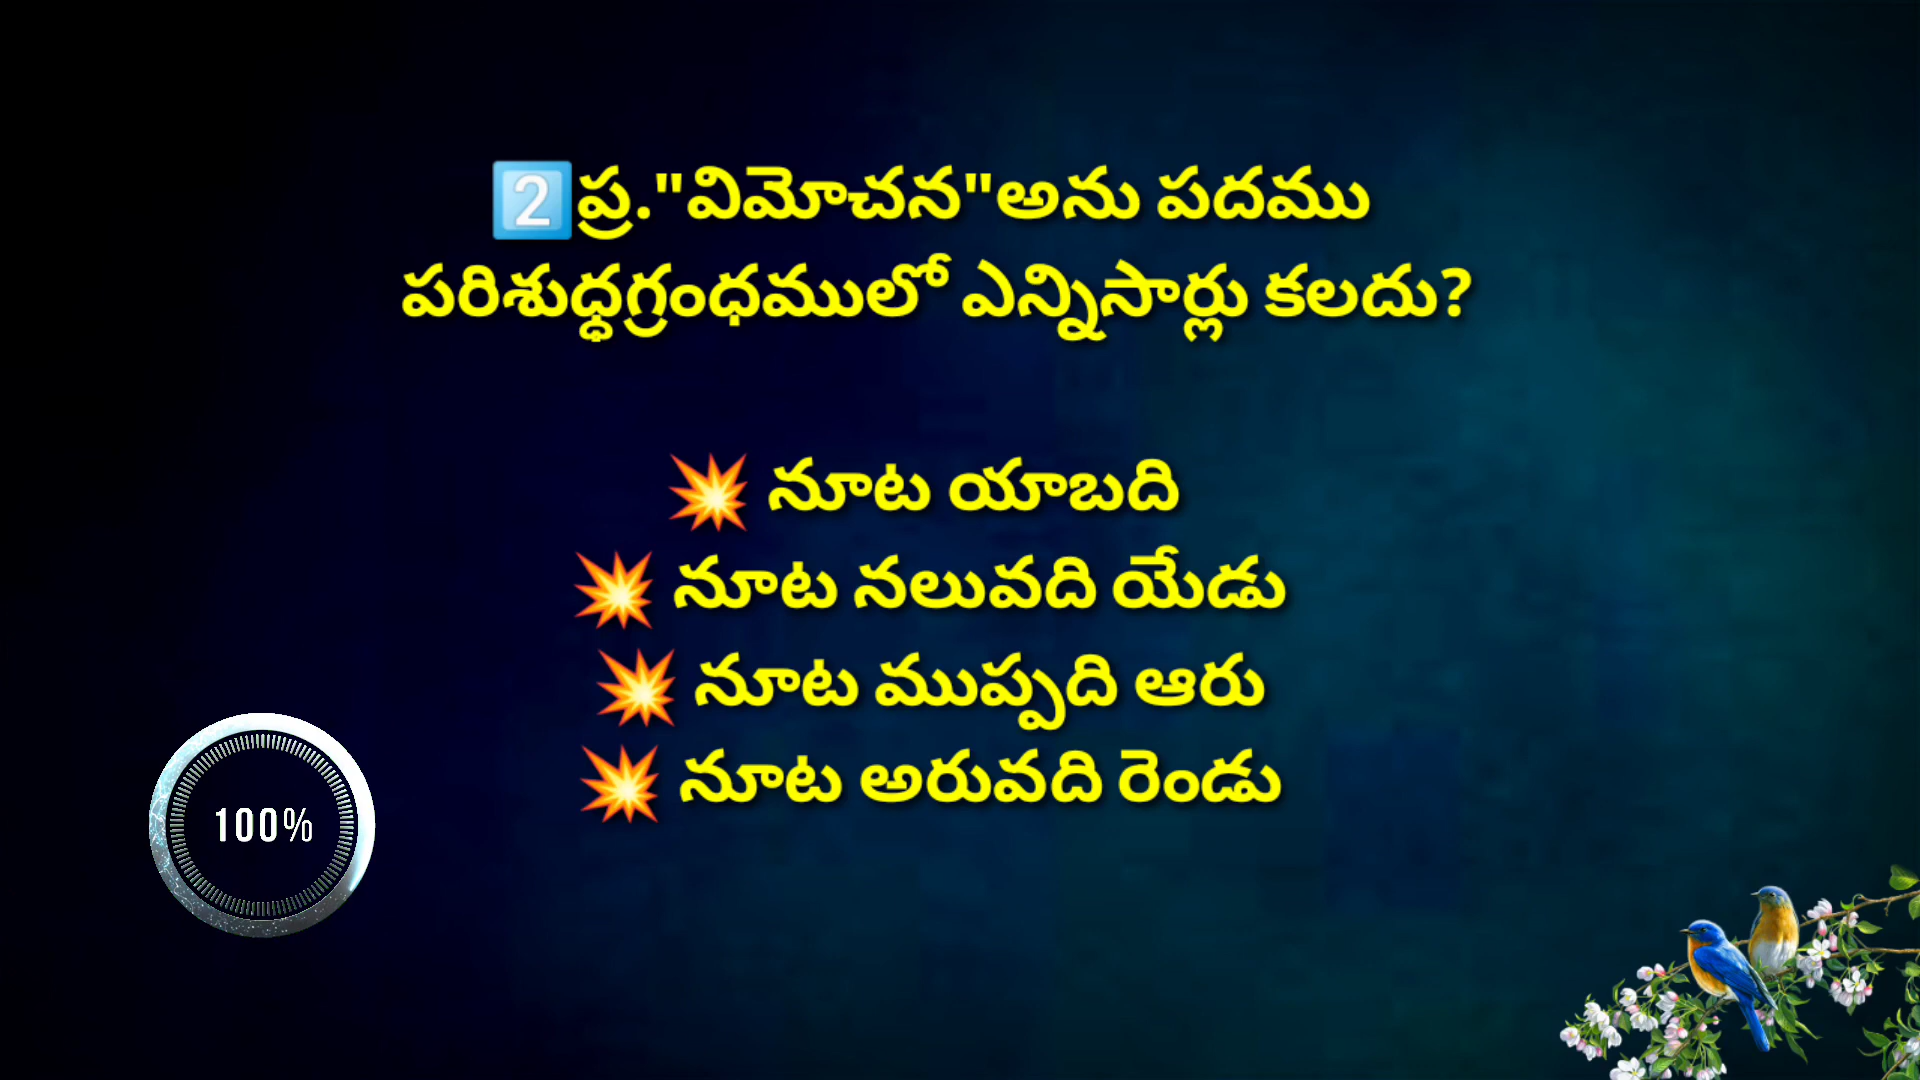 2️⃣ప్ర."విమోచన"అను పదము
పరిశుధ్ధగ్రంధములో ఎన్నిసార్లు కలదు?
💥 నూట యాబది
💥 నూట నలువది యేడు
💥 నూట ముప్పది ఆరు
💥 నూట అరువది రెండు
100%